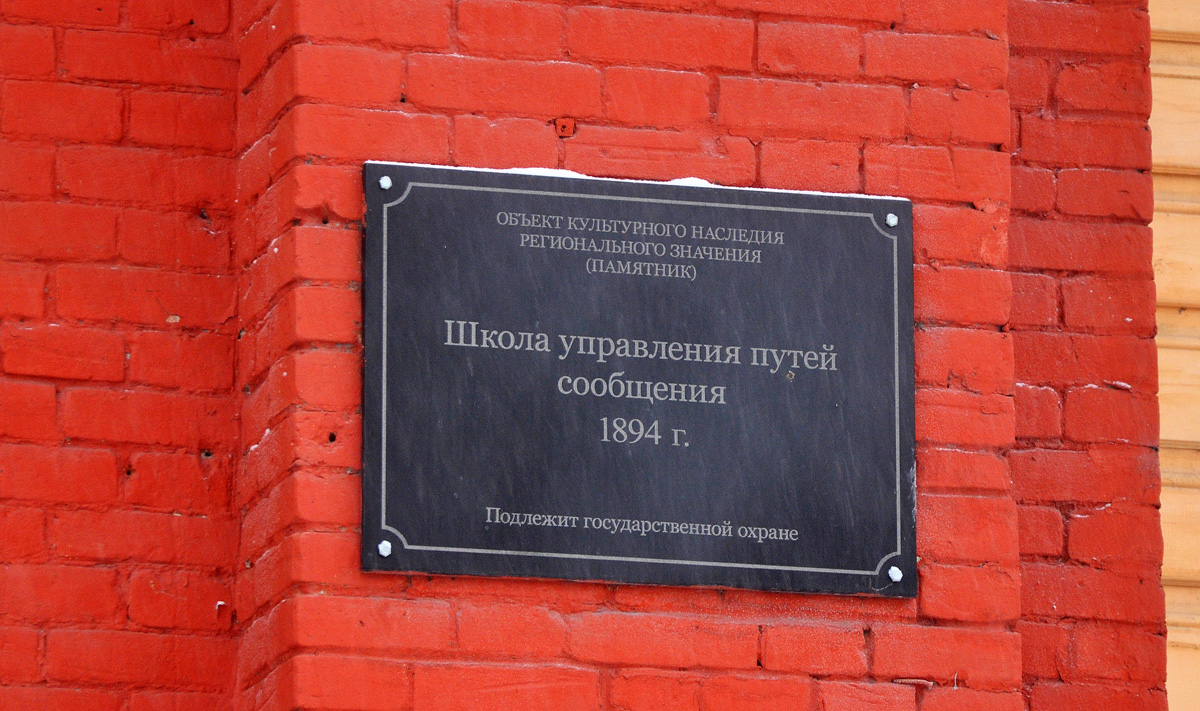 ОБЪЕКТ КУЛЬТУРНОГО НАСЛЕДИЯ
РЕГИОНАЛЬНОГО ЗНАЧЕНИЯ
(ПАМЯТНИК)
Школа управления путей
сообщения
1894 г.
Подлежит государственной охране